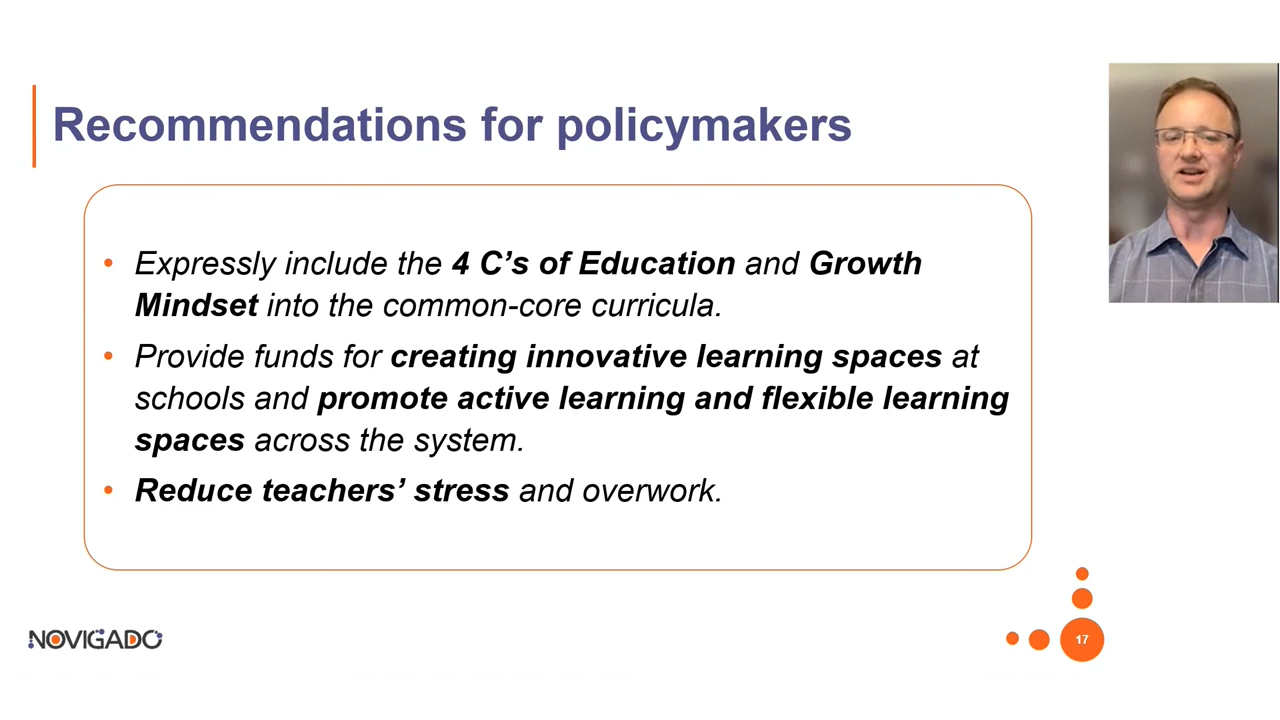 Recommendations for policymakers
• Expressly include the 4 C’s of Education and Growth
Mindset into the common-core curricula.
• Provide funds for creating innovative learning spaces at
schools and promote active learning and flexible learning
spaces across the system.
• Reduce teachers’ stress and overwork.
NOVIGADO
17